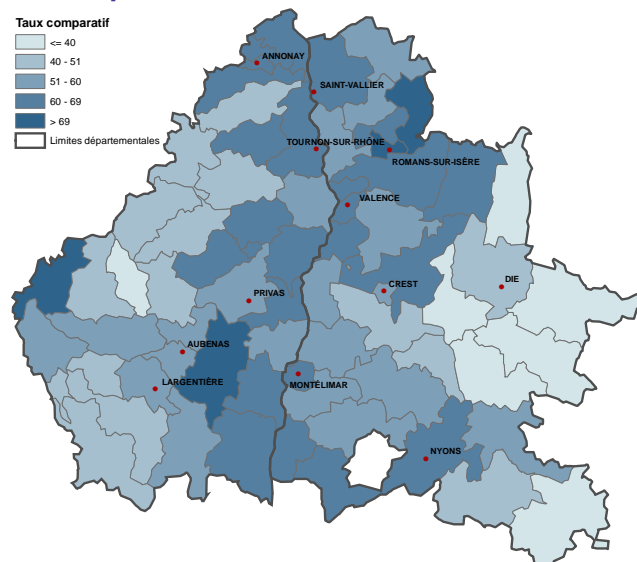 Taux comparatif
<= 40
40 - 51
51 - 60
60 - 69
> 69
Limites départementales
ANNONAY
SAINT-VALLIER
TOURNON-SUR-RHÔNE
ROMANS-SUR-ISÈRE
VALENCE
PRIVAS
CREST
DIE
AUBENAS
LARGENTIÈRE
MONTÉLIMAR
NYONS